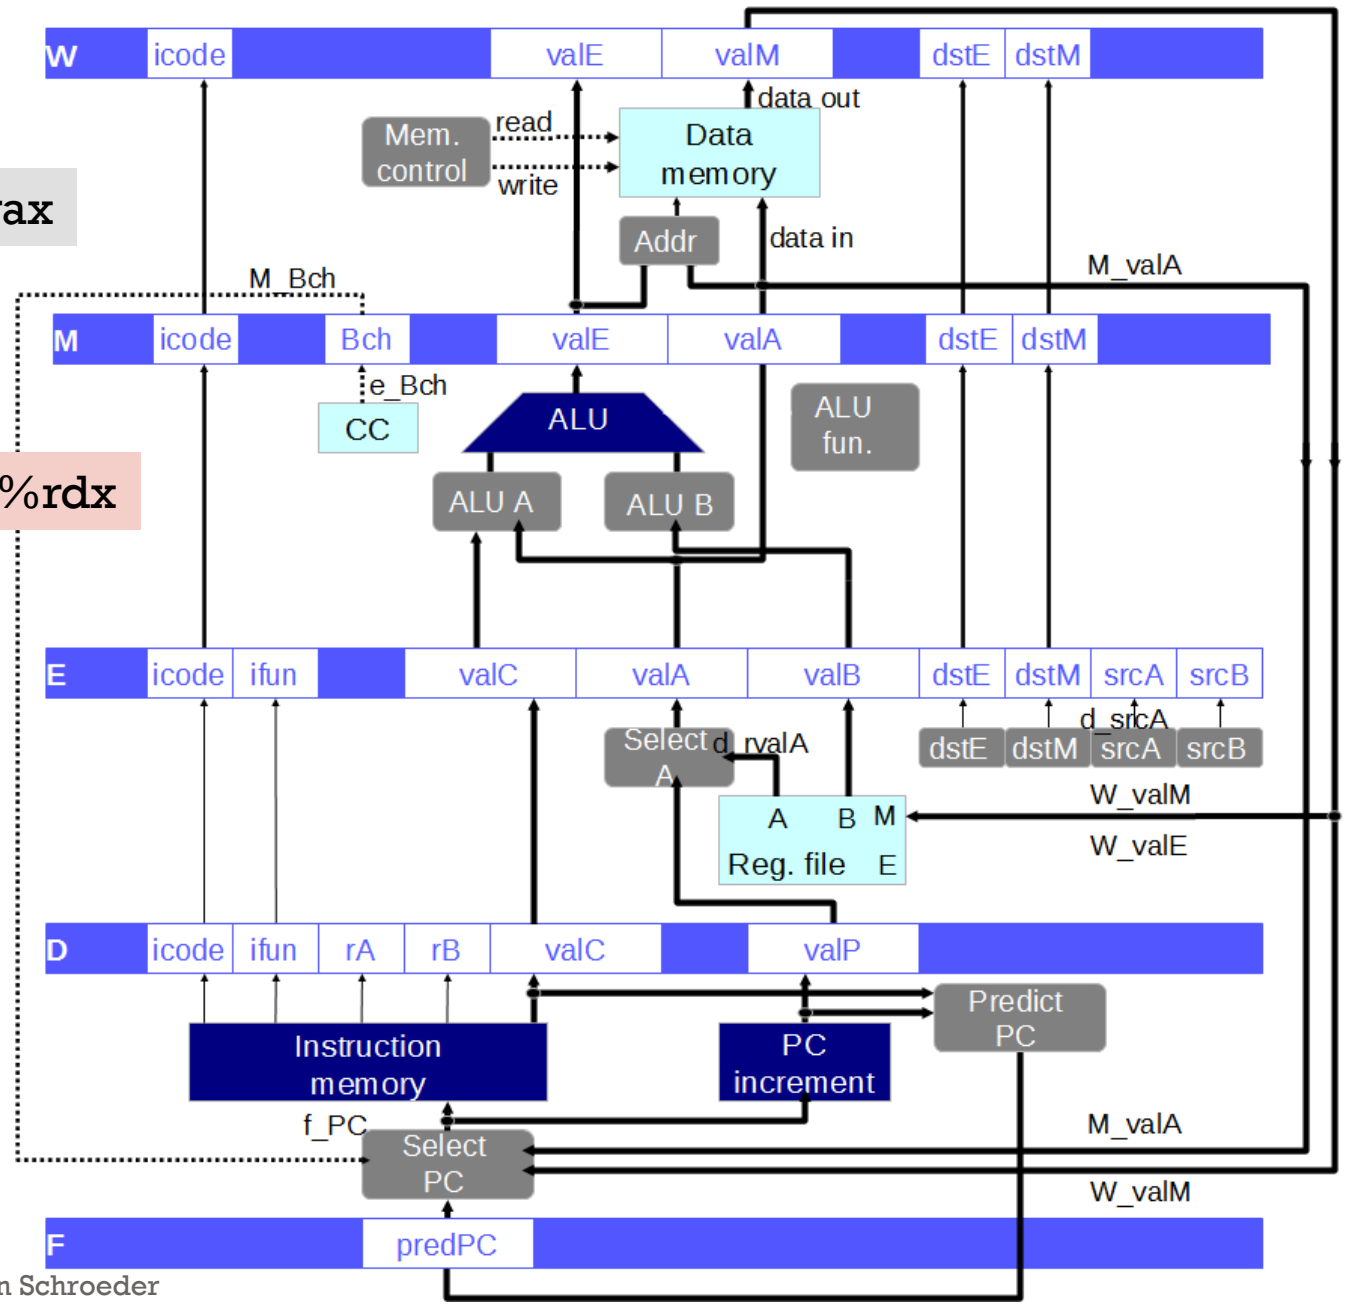 W icode valE valM dstE dstM
data out
Mem.
control
read
write
Data
memory
ax
Addr
data in
M_Bch
M_valA
M icode Bch valE valA dstE dstM
e_Bch
CC
ALU
ALU
fun.
%rdx
ALU A
ALU B
E icode ifun valC valA valB dstE dstM srcA srcB
d_srcA
Select
A
d_rvalA
dstE dstM srcA srcB
W_valM
A B M
W_valE
Reg. file E
D icode ifun rA rB valC valP
Predict
PC
Instruction
memory
PC
increment
f_PC
M_valA
Select
PC
W_valM
F predPC
n Schroeder